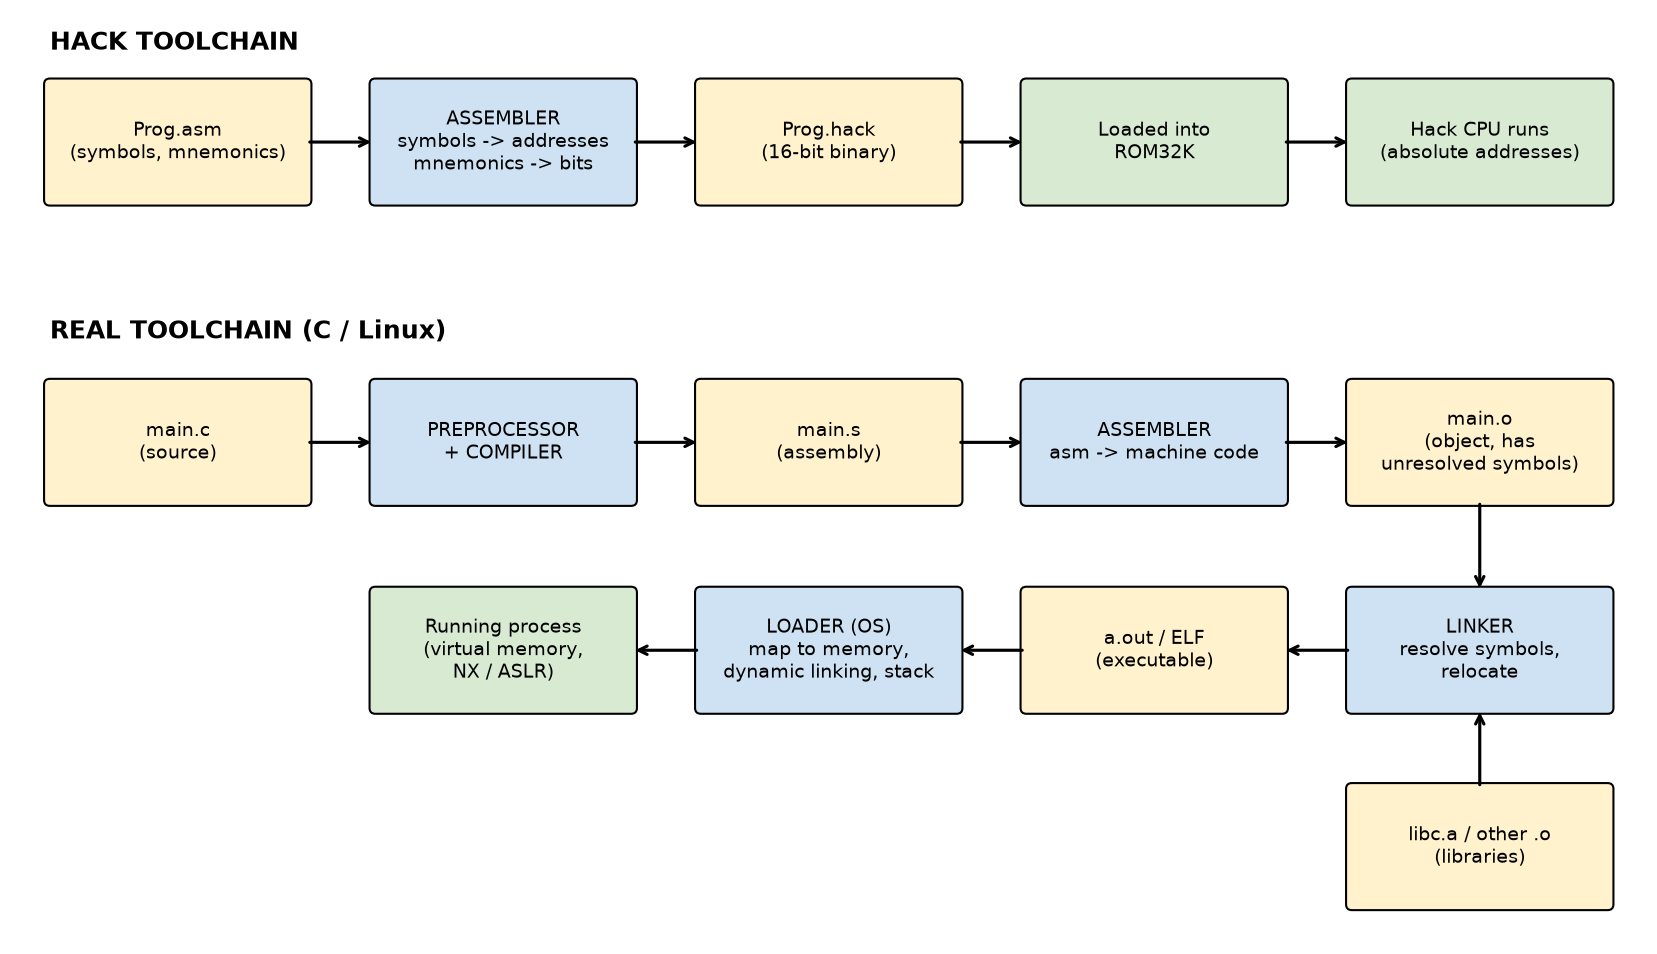 HACK TOOLCHAIN
Prog.asm
(symbols, mnemonics)
ASSEMBLER
symbols -> addresses
mnemonics -> bits
Prog.hack
(16-bit binary)
Loaded into
ROM32K
Hack CPU runs
(absolute addresses)
REAL TOOLCHAIN (C / Linux)
main.c
(source)
PREPROCESSOR
+ COMPILER
main.s
(assembly)
ASSEMBLER
asm -> machine code
main.o
(object, has
unresolved symbols)
Running process
(virtual memory,
NX / ASLR)
LOADER (OS)
map to memory,
dynamic linking, stack
a.out / ELF
(executable)
LINKER
resolve symbols,
relocate
libc.a / other .o
(libraries)